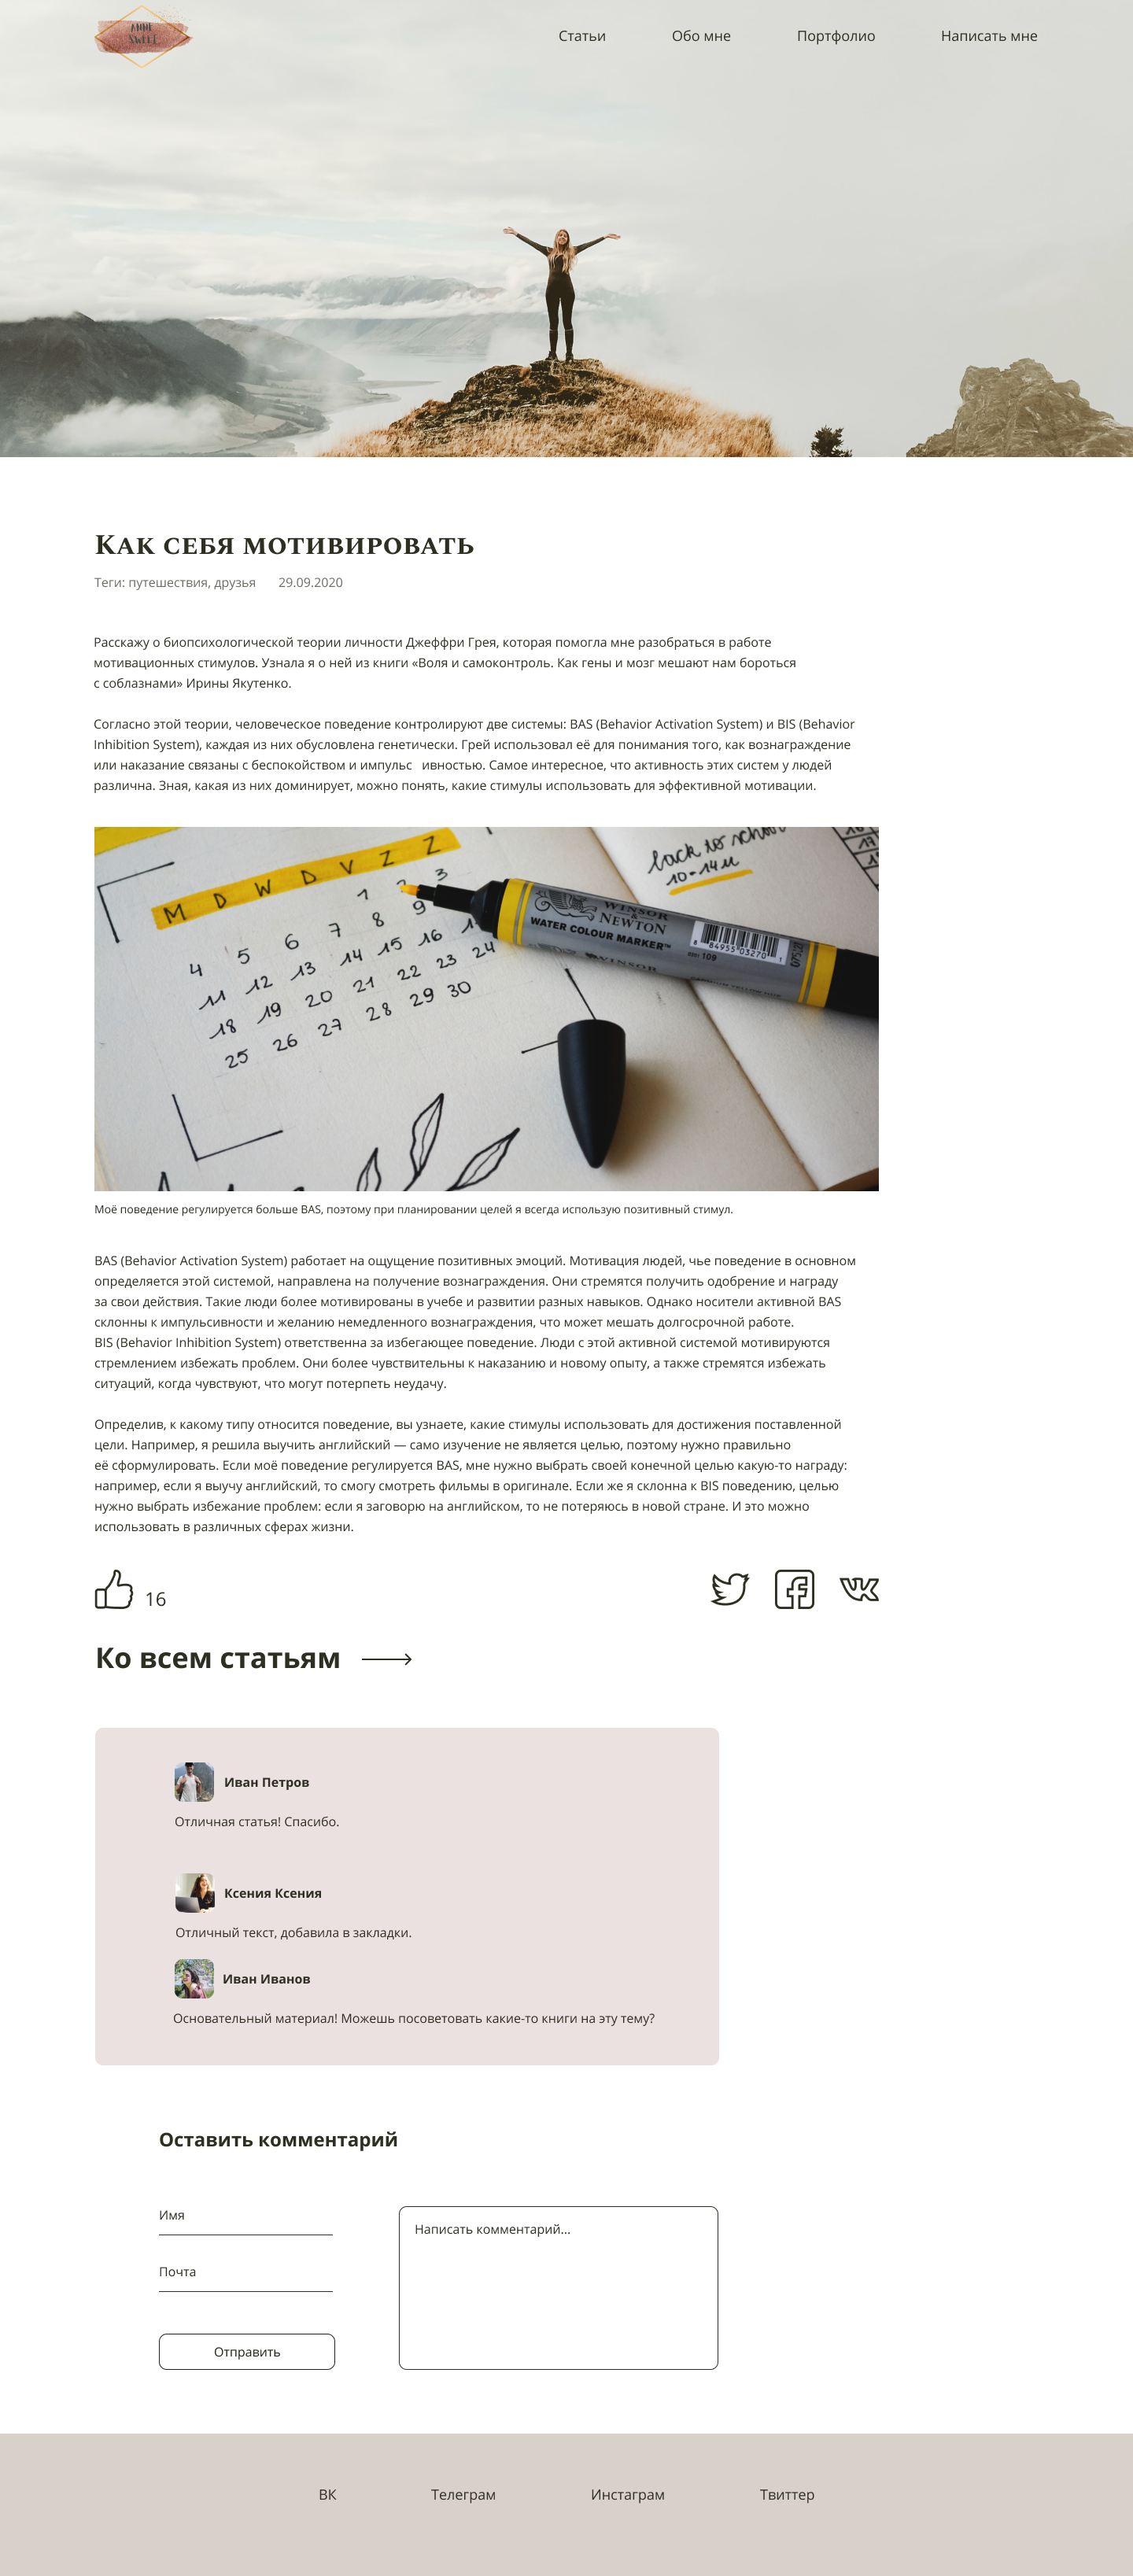 ANNE
SWEET
Статьи Обо мне Портфолио Написать мне
Как себя мотивировать
Теги: путешествия, друзья 29.09.2020
Расскажу о биопсихологической теории личности Джеффри Грея, которая помогла мне разобраться в работе
мотивационных стимулов. Узнала я о ней из книги «Воля и самоконтроль. Как гены и мозг мешают нам бороться
с соблазнами» Ирины Якутенко.
Согласно этой теории, человеческое поведение контролируют две системы: BAS (Behavior Activation System) и BIS (Behavior
Inhibition System), каждая из них обусловлена генетически. Грей использовал её для понимания того, как вознаграждение
или наказание связаны с беспокойством и импульс ивностью. Самое интересное, что активность этих систем у людей
различна. Зная, какая из них доминирует, можно понять, какие стимулы использовать для эффективной мотивации.
back to school
10-14u
M D W D V Z Z
1 2 3
4 5 6 7 8 9
11 12 13 14 15 16 17
18 19 20 21 22 23 24
25 26 27 28 29 30
WINSOR
& NEWTON
WATER COLOUR MARKER™
8 84955 03270 1
109
WINSOR
Моё поведение регулируется больше BAS, поэтому при планировании целей я всегда использую позитивный стимул.
BAS (Behavior Activation System) работает на ощущение позитивных эмоций. Мотивация людей, чье поведение в основном
определяется этой системой, направлена на получение вознаграждения. Они стремятся получить одобрение и награду
за свои действия. Такие люди более мотивированы в учебе и развитии разных навыков. Однако носители активной BAS
склонны к импульсивности и желанию немедленного вознаграждения, что может мешать долгосрочной работе.
BIS (Behavior Inhibition System) ответственна за избегающее поведение. Люди с этой активной системой мотивируются
стремлением избежать проблем. Они более чувствительны к наказанию и новому опыту, а также стремятся избежать
ситуаций, когда чувствуют, что могут потерпеть неудачу.
Определив, к какому типу относится поведение, вы узнаете, какие стимулы использовать для достижения поставленной
цели. Например, я решила выучить английский — само изучение не является целью, поэтому нужно правильно
её сформулировать. Если моё поведение регулируется BAS, мне нужно выбрать своей конечной целью какую-то награду:
например, если я выучу английский, то смогу смотреть фильмы в оригинале. Если же я склонна к BIS поведению, целью
нужно выбрать избежание проблем: если я заговорю на английском, то не потеряюсь в новой стране. И это можно
использовать в различных сферах жизни.
16
Ко всем статьям
Иван Петров
Отличная статья! Спасибо.
Ксения Ксения
Отличный текст, добавила в закладки.
Иван Иванов
Основательный материал! Можешь посоветовать какие-то книги на эту тему?
Оставить комментарий
Имя
Написать комментарий...
Почта
Отправить
ВК Телеграм Инстаграм Твиттер